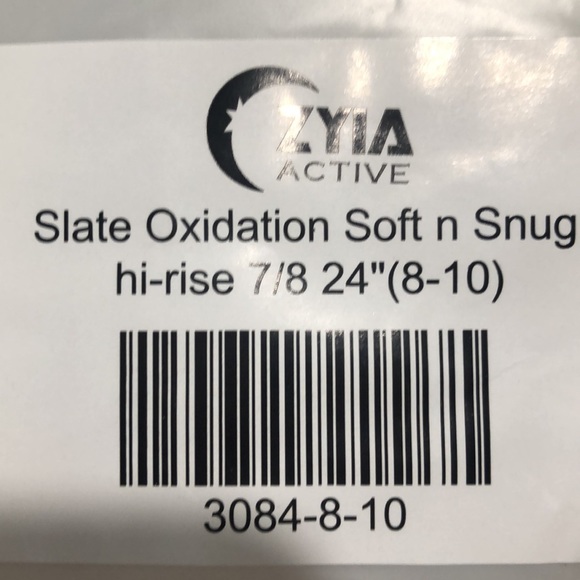 ZYIA
ACTIVE
Slate Oxidation Soft n Snug
hi-rise 7/8 24"(8-10)
3084-8-10